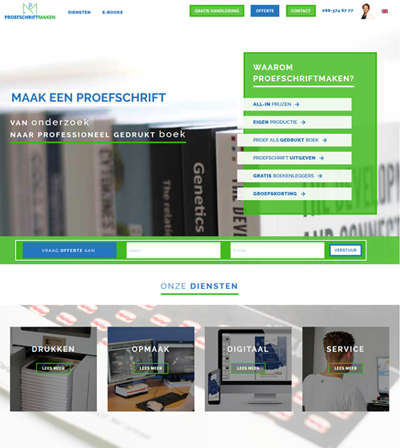 PROEFSCHRIFTMAKEN
DIENSTEN
E-BOOKS
GRATIS HANDLEIDING
OFFERTE
CONTACT
088-374 87 77
WAAROM
PROEFSCHRIFTMAKEN?
ALL-IN PRIJZEN
EIGEN PRODUCTIE
PROEF ALS GEDRUKT BOEK
PROEFSCHRIFT UITGEVEN
GRATIS BOEKENLEGGERS
GROEPSKORTING
MAAK EEN PROEFSCHRIFT
VAN onderzoek
NAAR PROFESSIONEEL GEDRUKT boek
Genetics
The relation
VRAAG OFFERTE AAN
VERSTUUR
ONZE DIENSTEN
DRUKKEN
LEES MEER
OPMAAK
LEES MEER
DIGITAAL
LEES MEER
SERVICE
LEES MEER